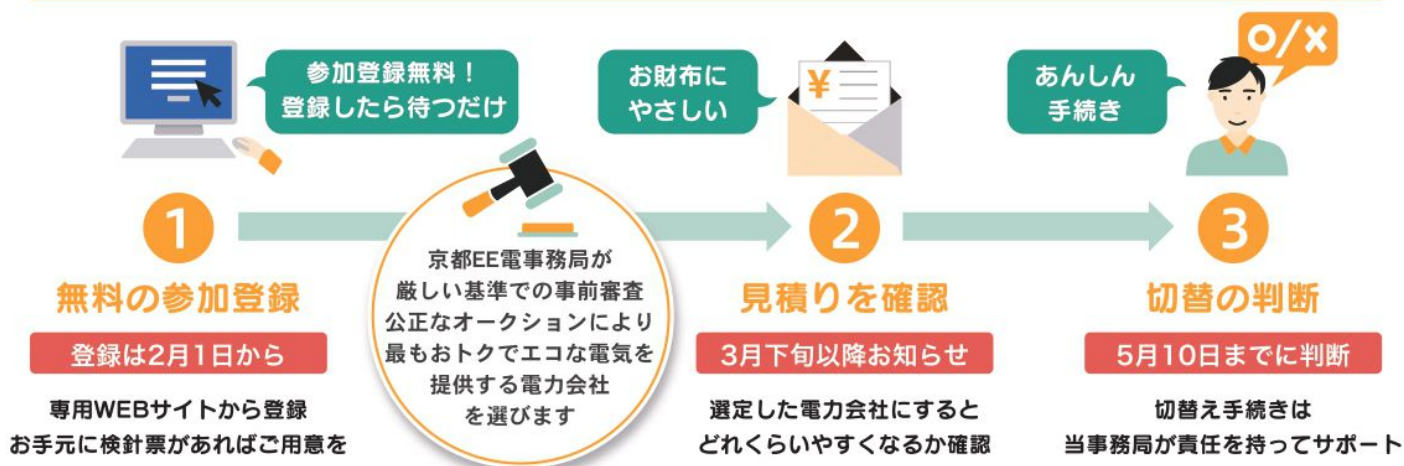 参加登録無料！
登録したら待つだけ
1
無料の参加登録
登録は2月1日から
専用WEBサイトから登録
お手元に検針票があればご用意を
京都EE電事務局が
厳しい基準での事前審査
公正なオークションにより
最もおトクでエコな電気を
提供する電力会社
を選びます
お財布に
やさしい
¥
2
見積りを確認
3月下旬以降お知らせ
選定した電力会社にすると
どれくらいやすくなるか確認
あんしん
手続き
O/X
3
切替の判断
5月10日までに判断
切替え手続きは
当事務局が責任を持ってサポート